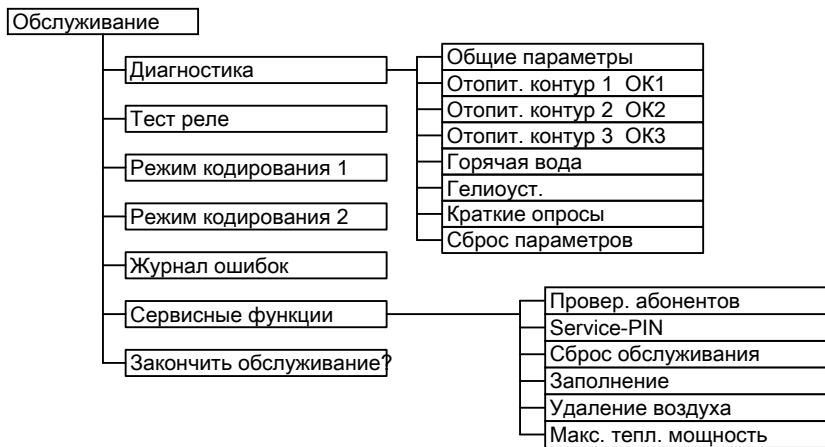 Обслуживание
Диагностика
Общие параметры
Отопит. контур 1 ОК1
Отопит. контур 2 ОК2
Отопит. контур 3 ОК3
Горячая вода
Гелиоуст.
Краткие опросы
Сброс параметров
Тест реле
Режим кодирования 1
Режим кодирования 2
Журнал ошибок
Сервисные функции
Провер. абонентов
Service-PIN
Сброс обслуживания
Заполнение
Удаление воздуха
Макс. тепл. мощность
Закончить обслуживание?